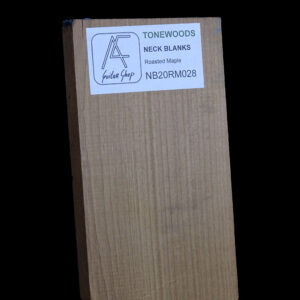 TONEWOODS
NECK BLANKS
Roasted Maple
NB20RM028
Guitar Shop